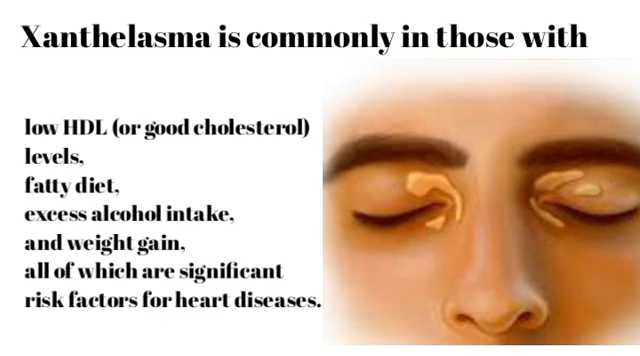 Xanthelasma is commonly in those with
low HDL (or good cholesterol)
levels,
fatty diet,
excess alcohol intake,
and weight gain,
all of which are significant
risk factors for heart diseases.